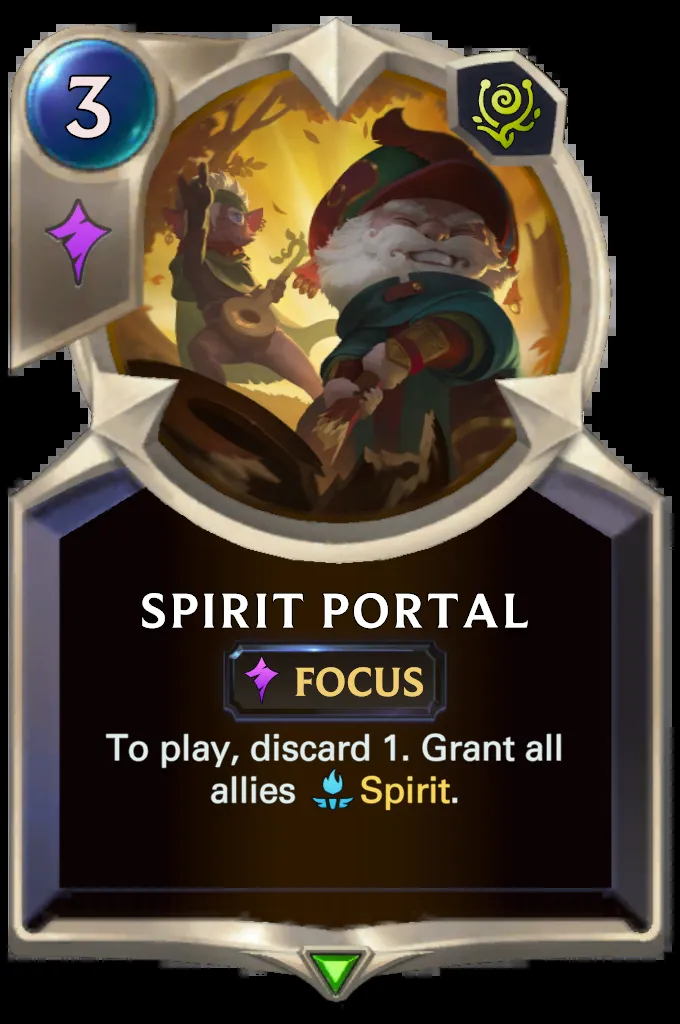 3
SPIRIT PORTAL
FOCUS
To play, discard 1. Grant all
allies Spirit.